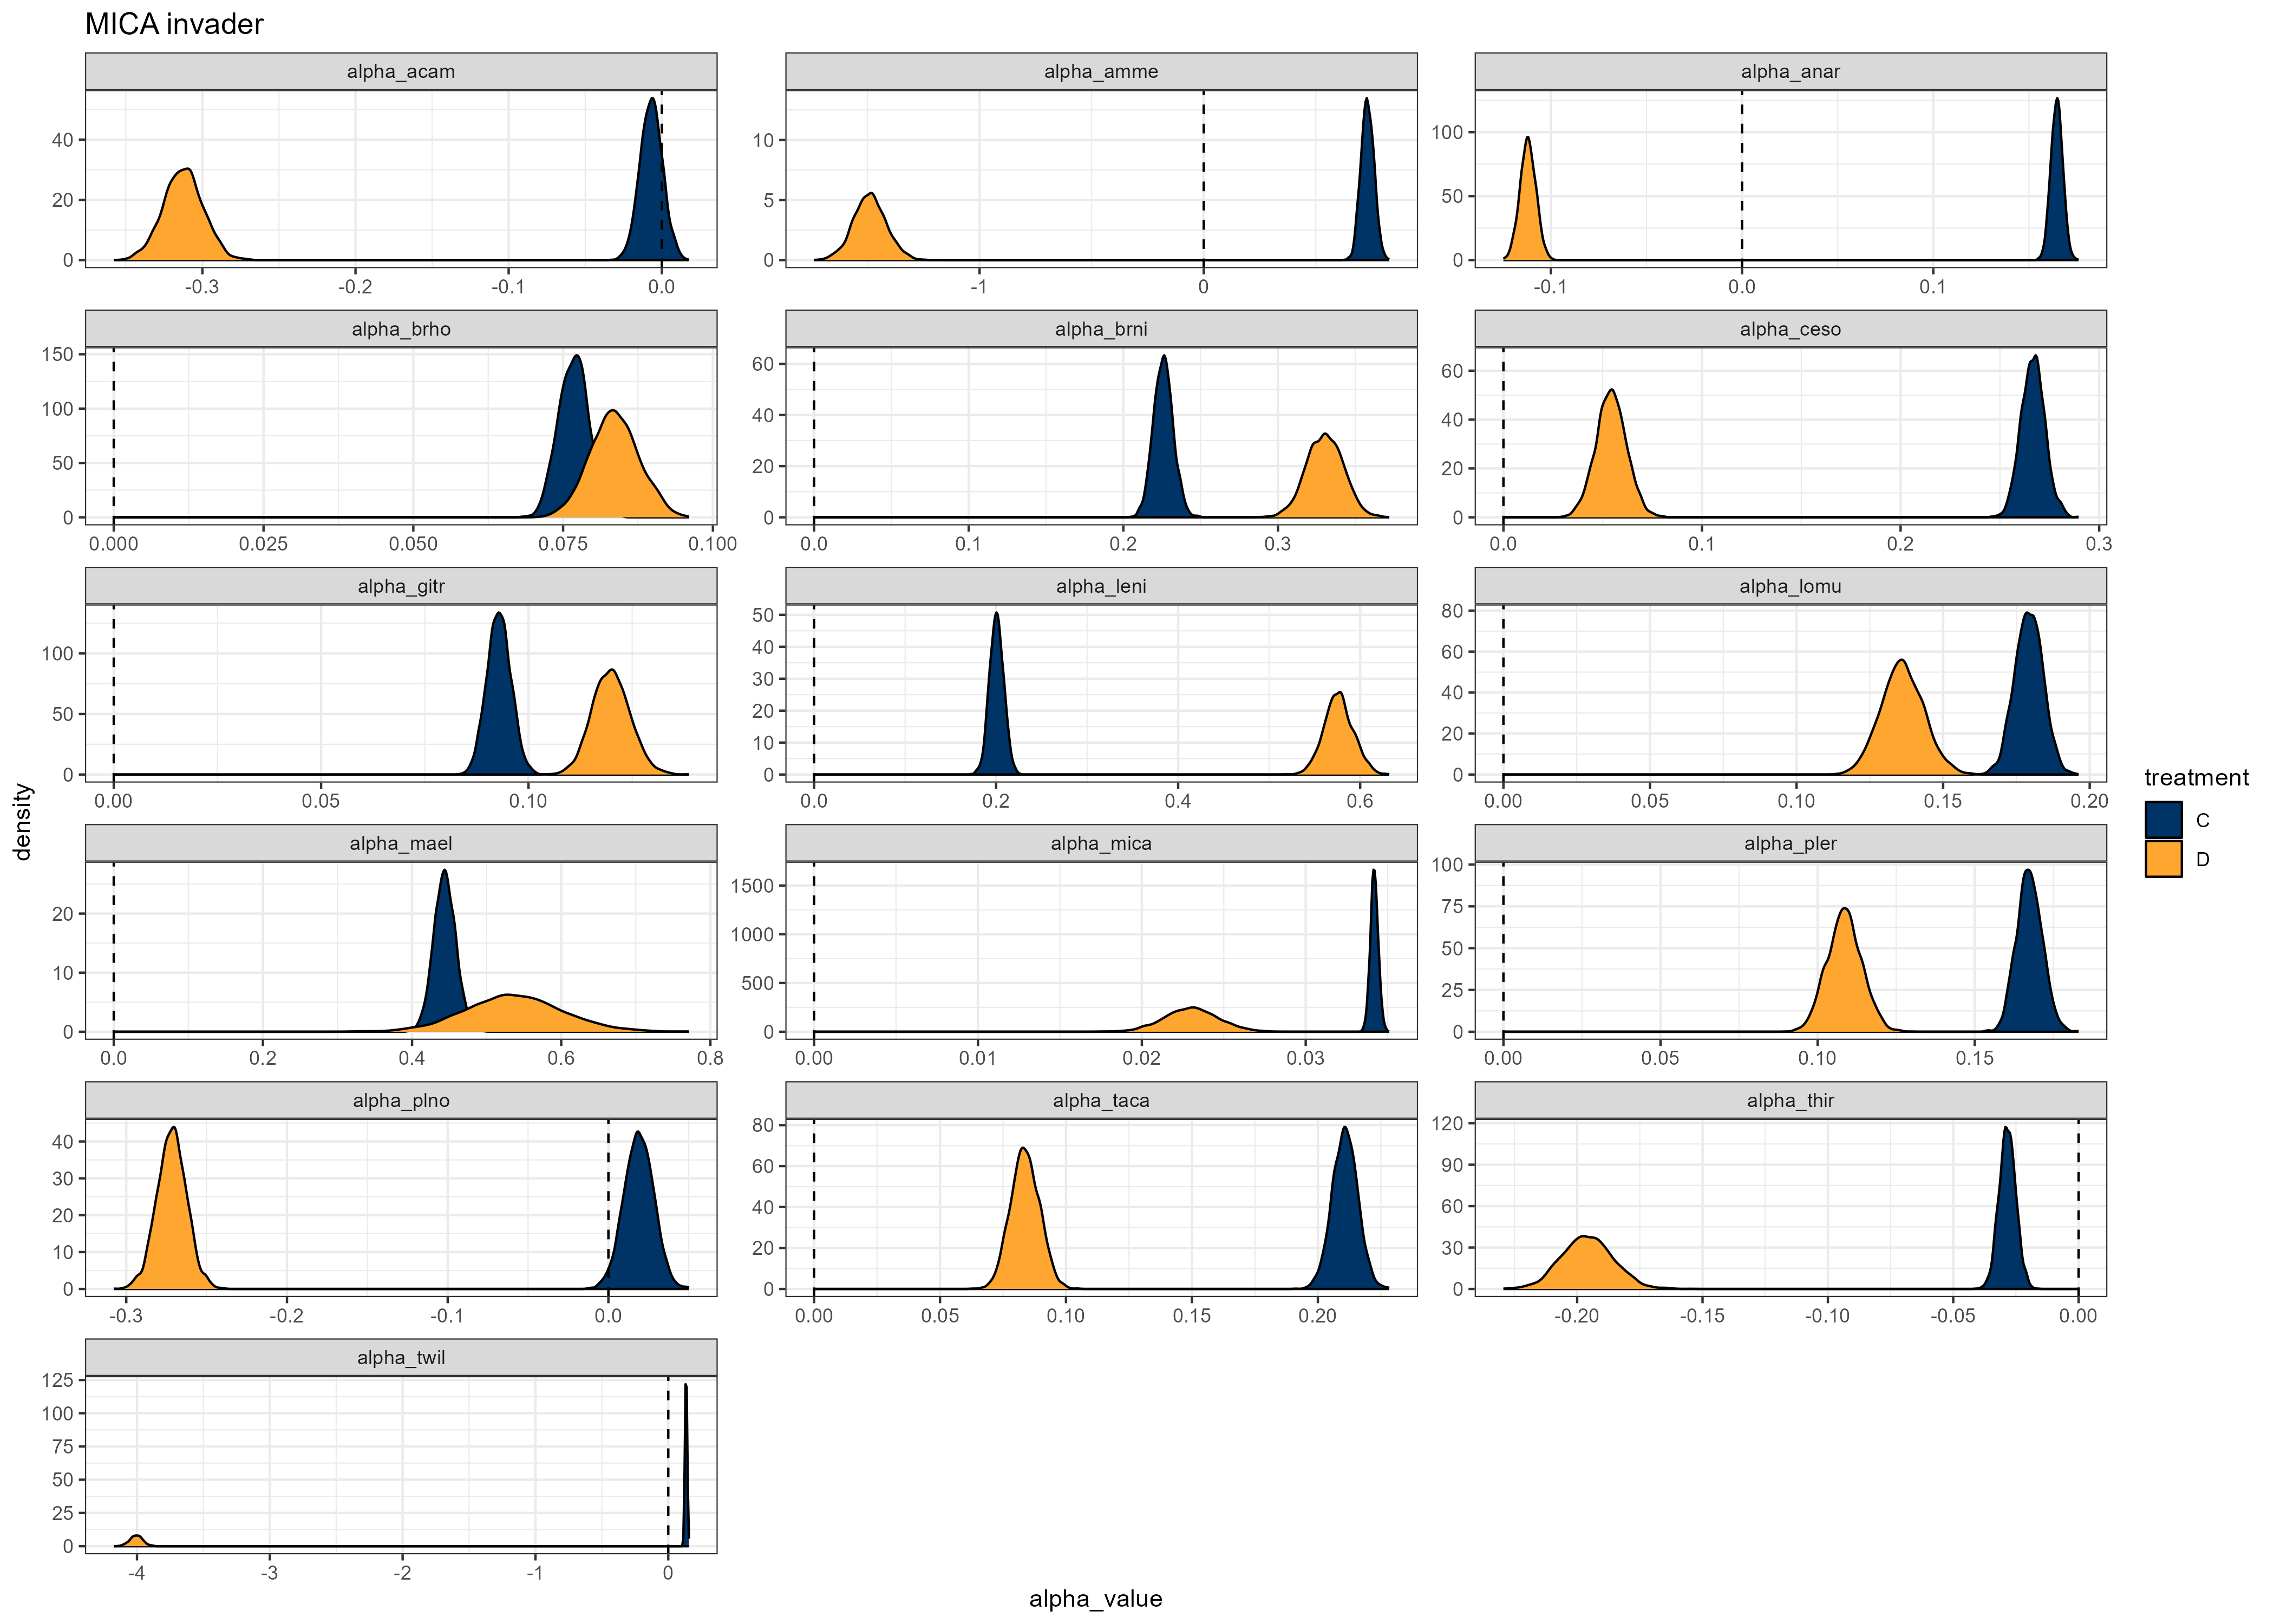 MICA invader
alpha_acam alpha_amme alpha_anar
40 20 0
-0.3 -0.2 -0.1 0.0
10 5 0
-1 0
100 50 0
-0.1 0.0 0.1
alpha_brho alpha_brni alpha_ceso
150 100 50 0
0.000 0.025 0.050 0.075 0.100
60 40 20 0
0.0 0.1 0.2 0.3
60 40 20 0
0.0 0.1 0.2 0.3
alpha_gitr alpha_leni alpha_lomu
100 50 0
0.00 0.05 0.10
50 40 30 20 10 0
0.0 0.2 0.4 0.6
80 60 40 20 0
0.00 0.05 0.10 0.15 0.20
alpha_mael alpha_mica alpha_pler
20 10 0
0.0 0.2 0.4 0.6 0.8
1500 1000 500 0
0.00 0.01 0.02 0.03
100 75 50 25 0
0.00 0.05 0.10 0.15
alpha_plno alpha_taca alpha_thir
40 30 20 10 0
-0.3 -0.2 -0.1 0.0
80 60 40 20 0
0.00 0.05 0.10 0.15 0.20
120 90 60 30 0
-0.20 -0.15 -0.10 -0.05 0.00
alpha_twil
125 100 75 50 25 0
-4 -3 -2 -1 0
density
alpha_value
treatment
C
D